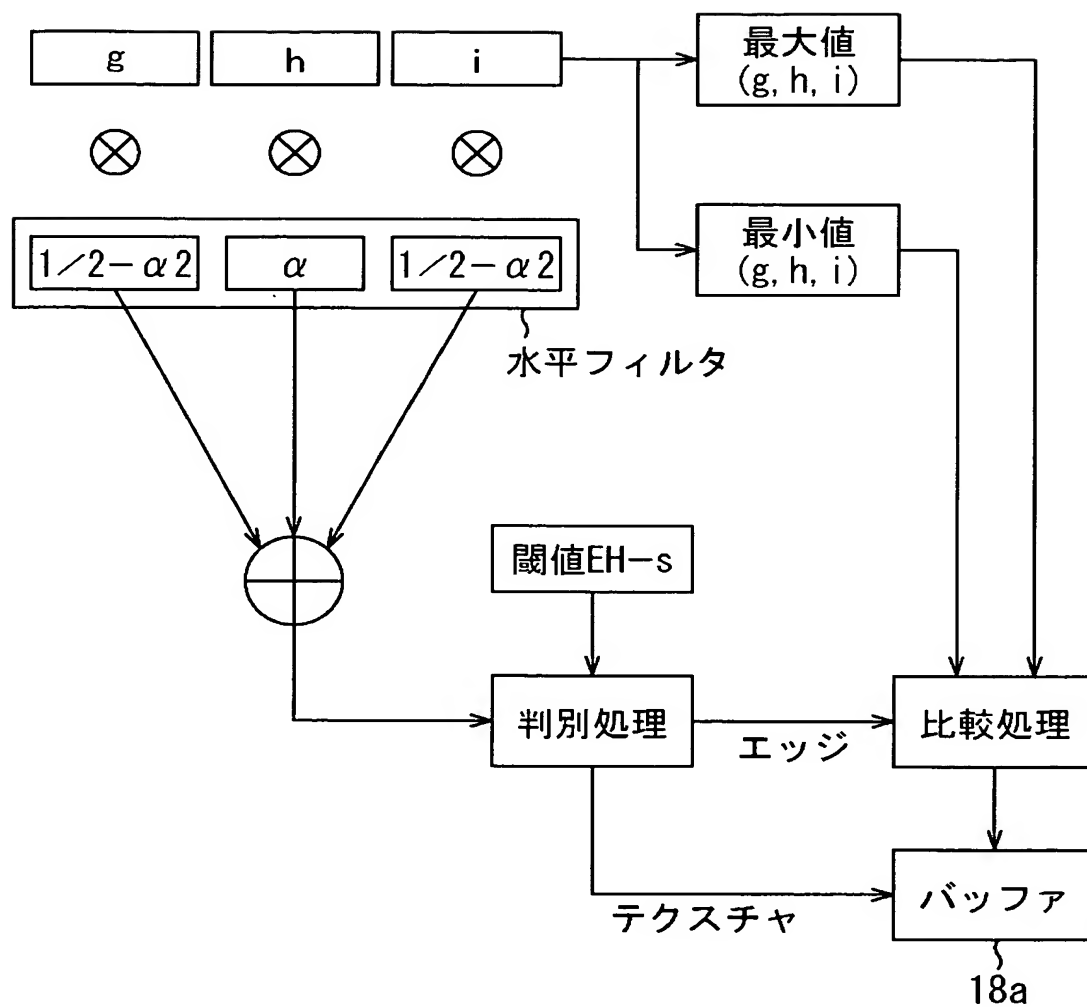 g
h
i
最大値
(g, h, i)
1／2－α2
α
1／2－α2
最小値
(g, h, i)
水平フィルタ
閾値EH－s
判別処理
エッジ
比較処理
テクスチャ
バッファ
18a